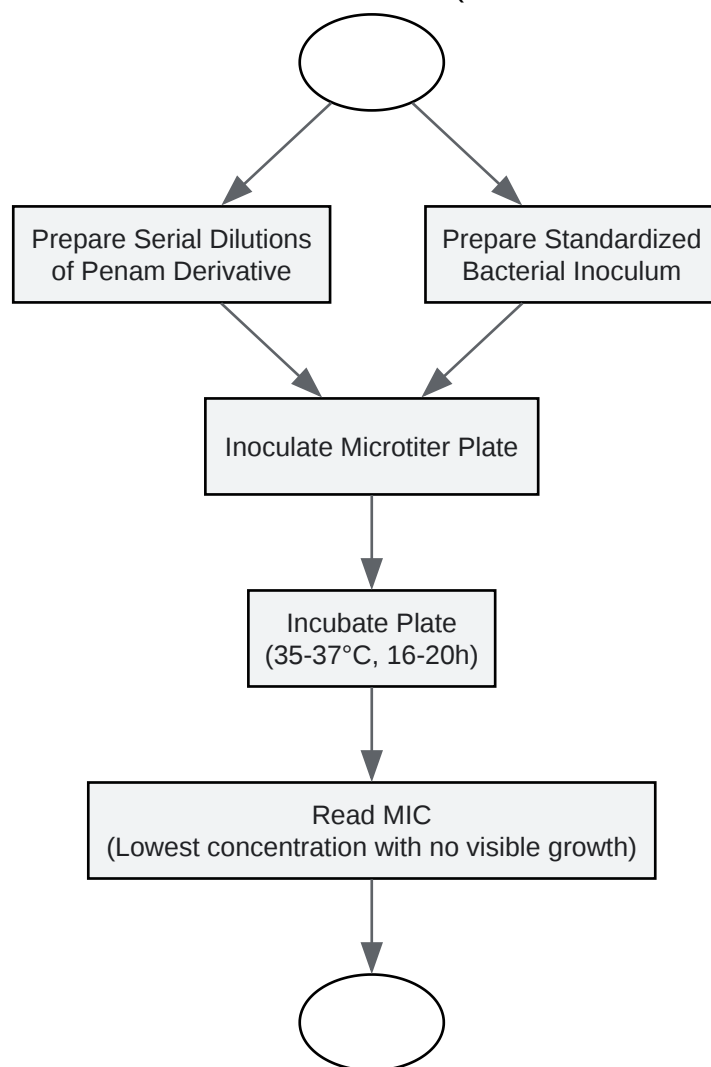 Prepare Serial Dilutions
of Penam Derivative
Prepare Standardized
Bacterial Inoculum
Inoculate Microtiter Plate
Incubate Plate
(35-37°C, 16-20h)
Read MIC
(Lowest concentration with no visible growth)